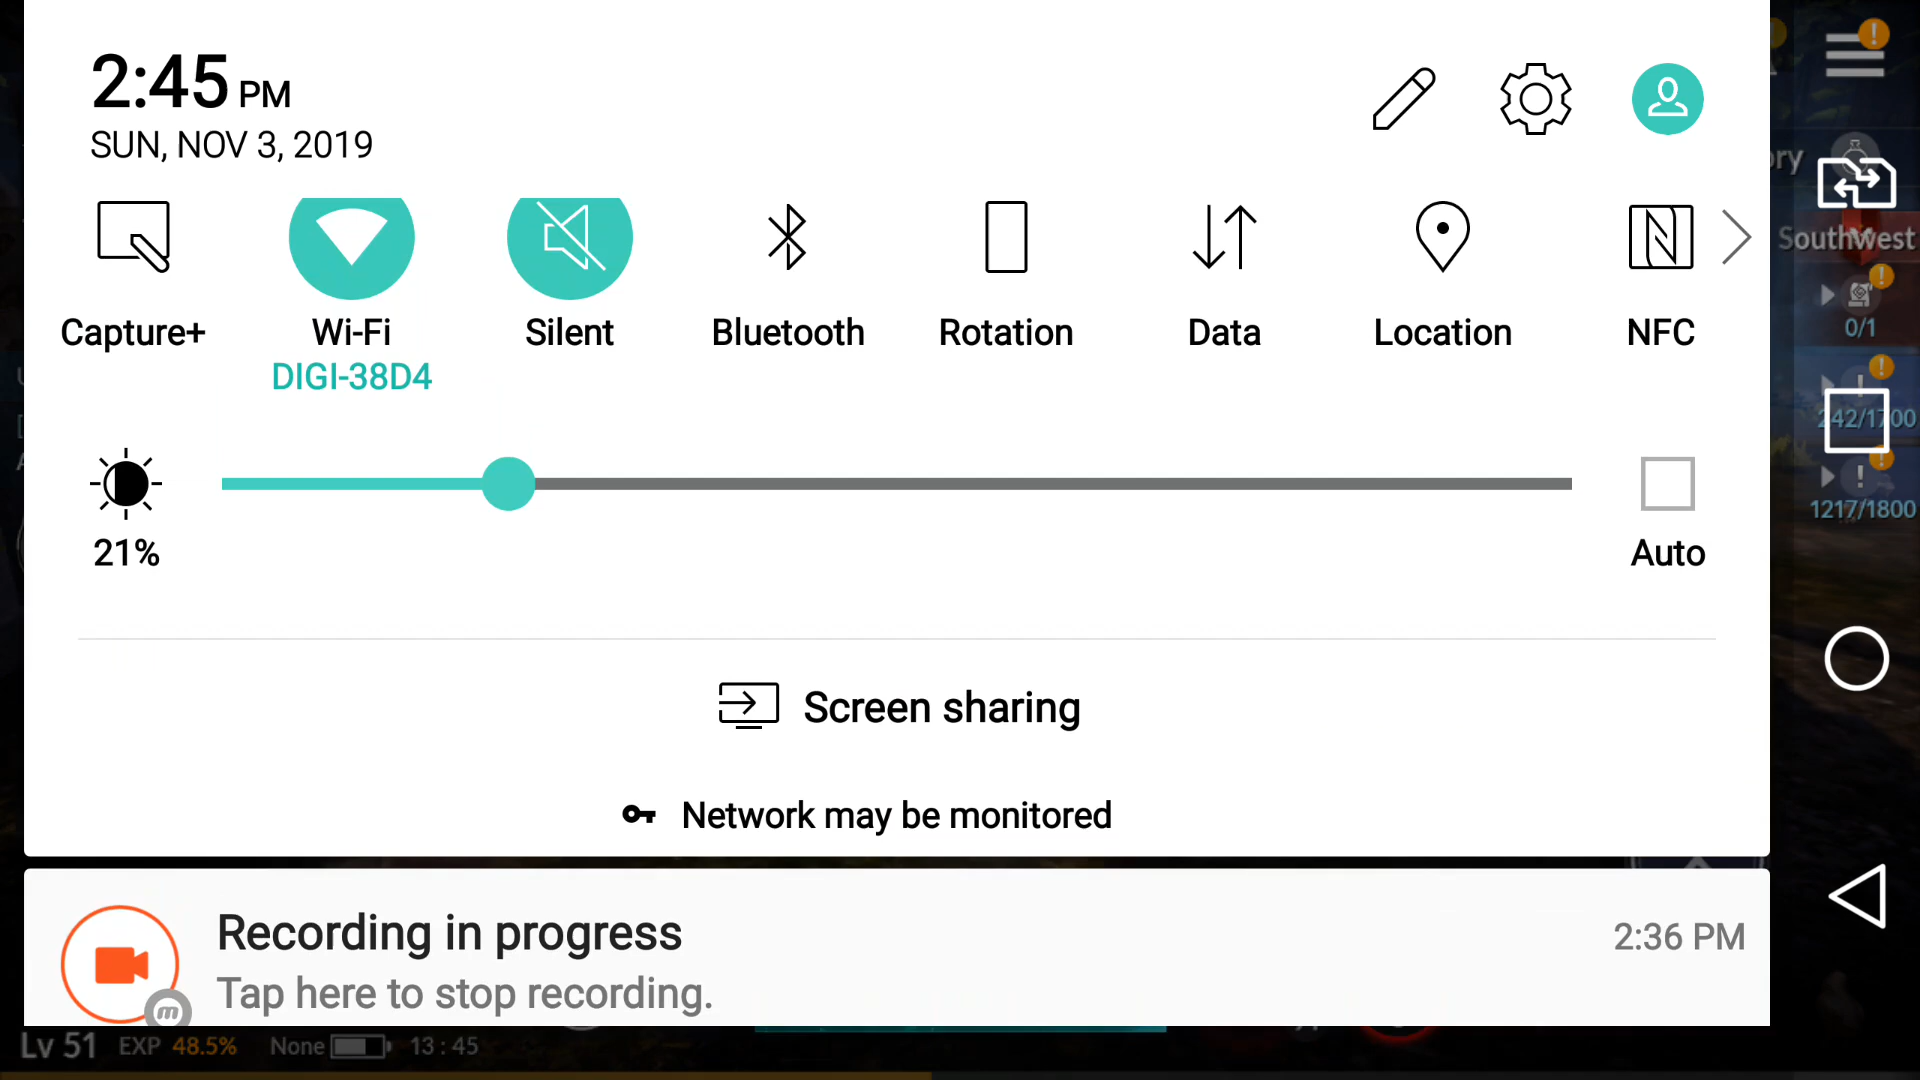 2:45 PM
SUN, NOV 3, 2019
Capture+
Wi-Fi
DIGI-38D4
Silent
Bluetooth
Rotation
Data
Location
NFC
21%
Auto
Screen sharing
Network may be monitored
Recording in progress
2:36 PM
Tap here to stop recording.
m
Southwest
0/1
242/1700
1217/1800
Lv 51 EXP 48.5% None 13:45